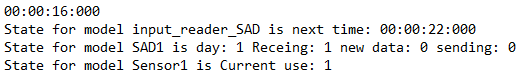 00:00:16:000
State for model input_reader_SAD is next time: 00:00:22:000
State for model SAD1 is day: 1 Receing: 1 new data: 0 sending: 0
State for model Sensor1 is Current use: 1